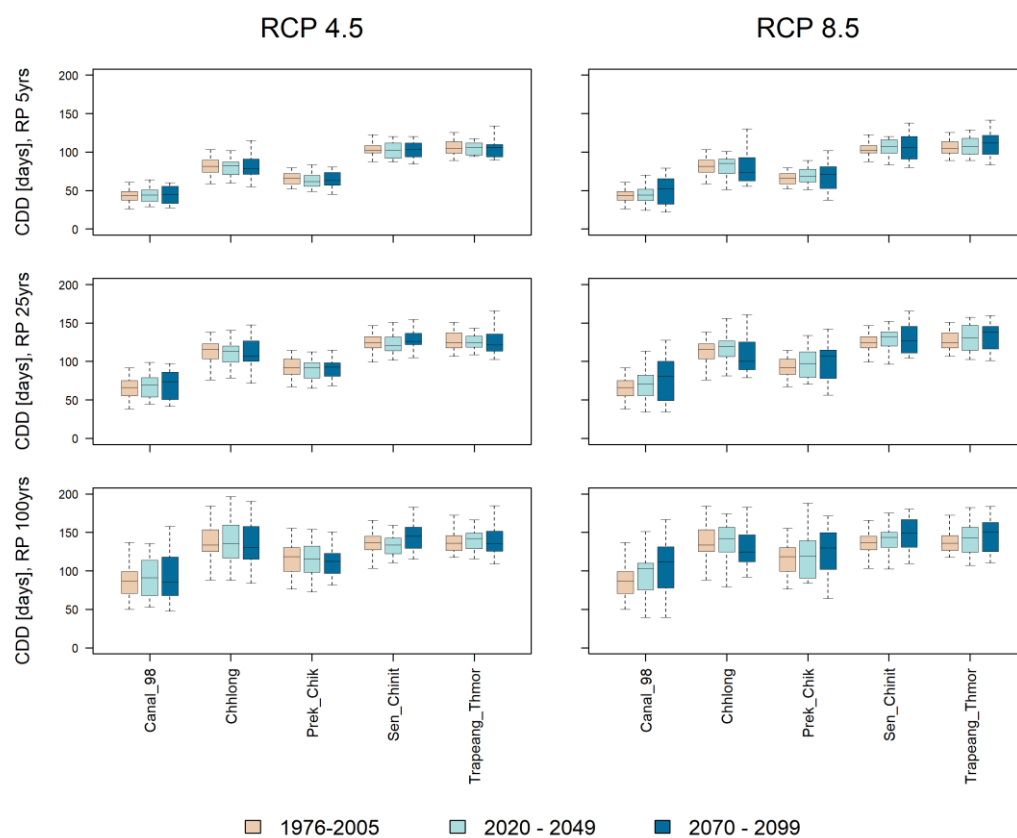 RCP 4.5
RCP 8.5
CDD [days], RP 5yrs
200
150
100
50
0
CDD [days], RP 25yrs
200
150
100
50
0
CDD [days], RP 100yrs
200
150
100
50
0
Canal_98
Chhlong
Prek_Chik
Sen_Chinit
Trapeang_Thmor
Canal_98
Chhlong
Prek_Chik
Sen_Chinit
Trapeang_Thmor
1976-2005 2020 - 2049 2070 - 2099